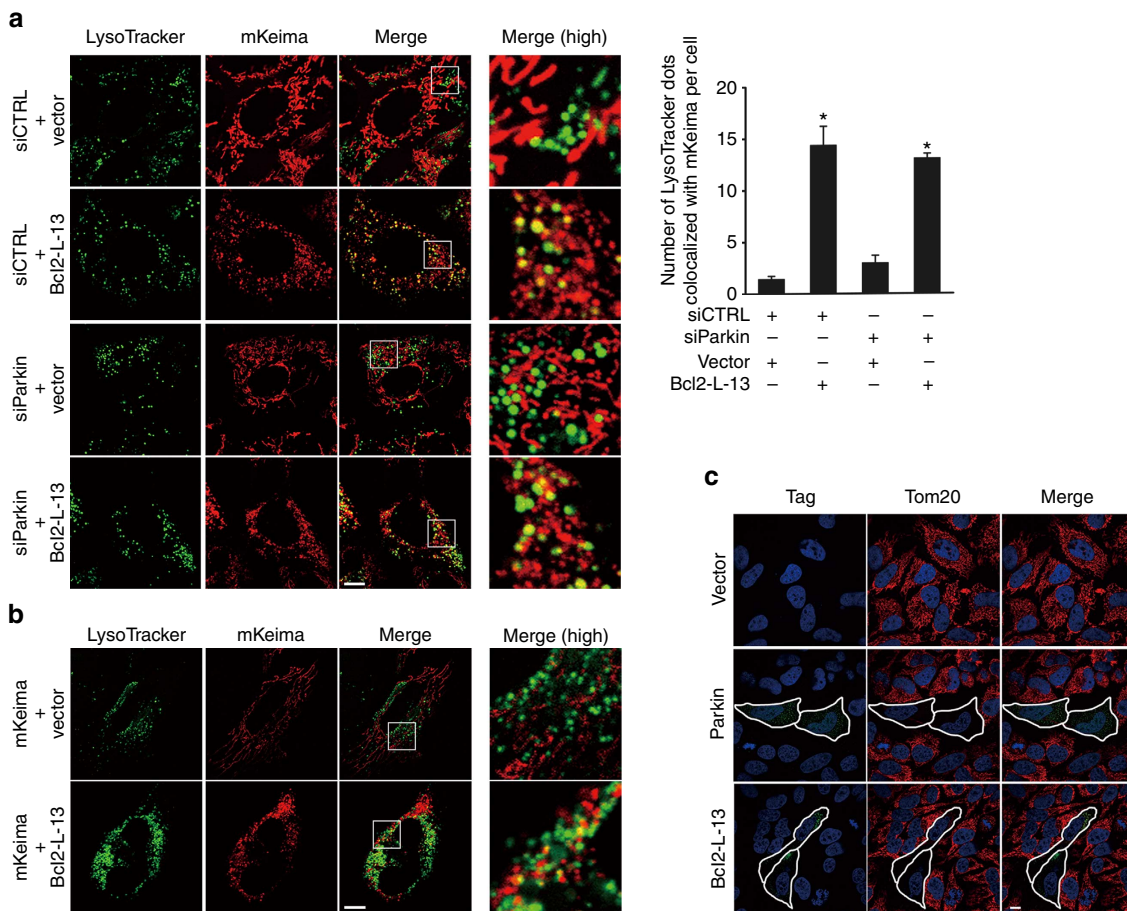 a
LysoTracker mKeima Merge Merge (high)
siCTRL
+
vector
siCTRL
+
Bcl2-L-13
siParkin
+
vector
siParkin
+
Bcl2-L-13
Number of LysoTracker dots
colocalized with mKeima per cell
20
15
10
5
0
* *
siCTRL + + – –
siParkin – – + +
Vector + – + –
Bcl2-L-13 – + – +
b
LysoTracker mKeima Merge Merge (high)
mKeima
+
vector
mKeima
+
Bcl2-L-13
c
Tag Tom20 Merge
Vector
Parkin
Bcl2-L-13